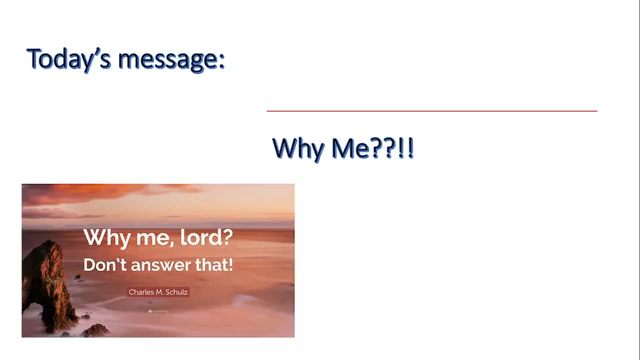 Today's message:
Why Me??!!
Why me, lord?
Don't answer that!
Charles M. Schulz